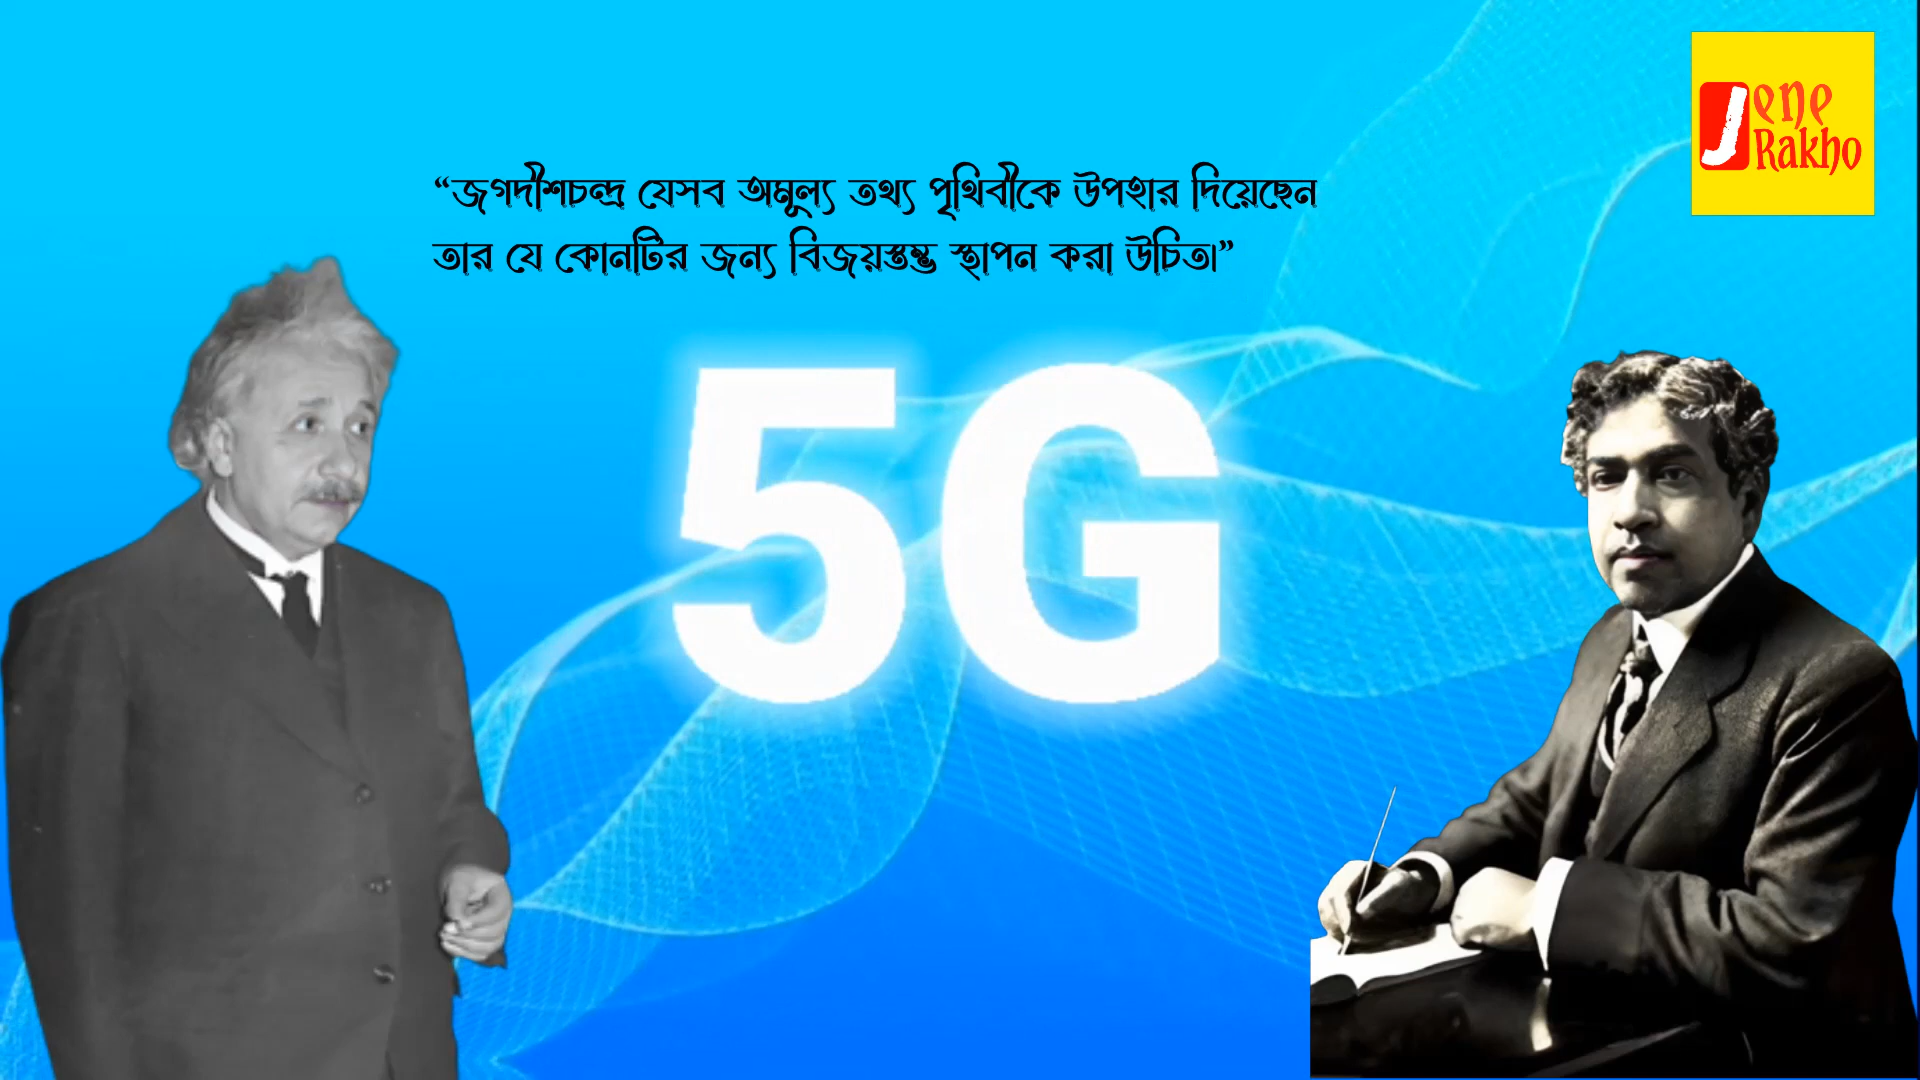 “জগদীশচন্দ্র যেসব অমূল্য তথ্য পৃথিবীকে উপহার দিয়েছেন
তার যে কোনটির জন্য বিজয়স্তম্ভ স্থাপন করা উচিত।”
5G
Jene
Rakho